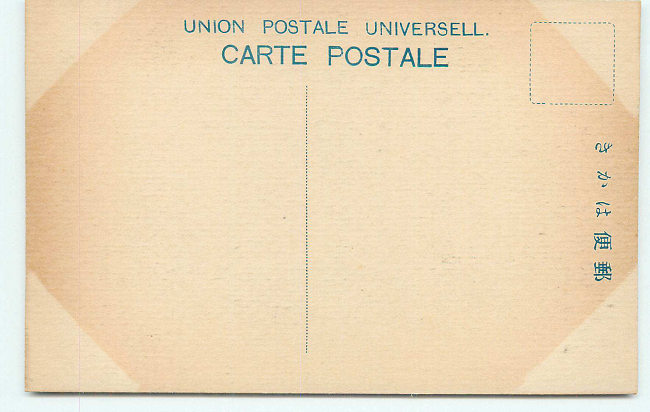 UNION POSTALE UNIVERSELL.
CARTE POSTALE
郵便はかき